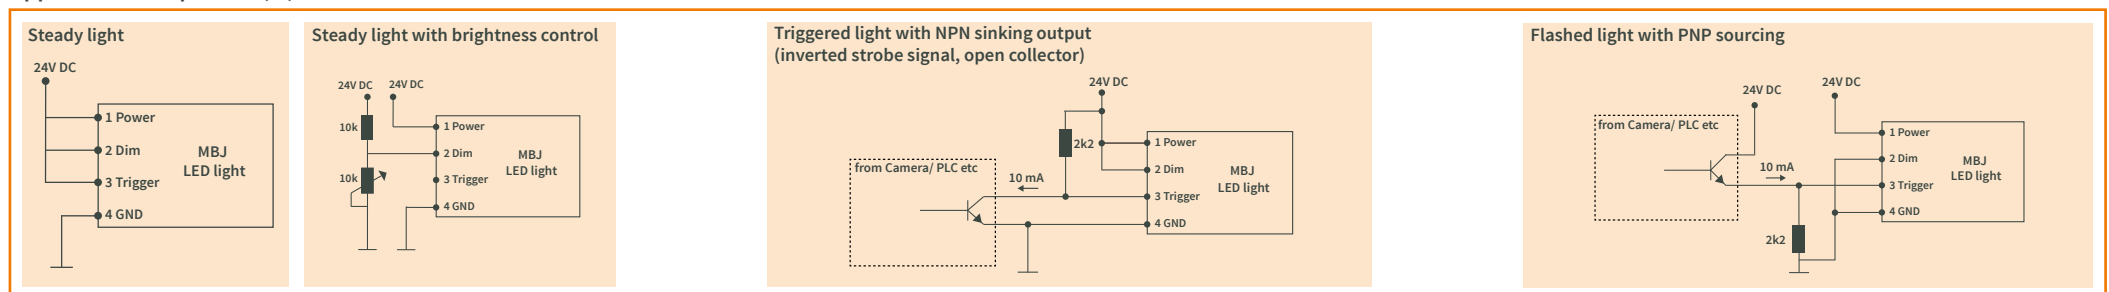 Steady light
24V DC
1 Power
2 Dim
3 Trigger
4 GND
MBJ
LED light
Steady light with brightness control
24V DC
24V DC
10k
10k
1 Power
2 Dim
3 Trigger
4 GND
MBJ
LED light
Triggered light with NPN sinking output
(inverted strobe signal, open collector)
24V DC
2k2
from Camera/ PLC etc
10 mA
1 Power
2 Dim
3 Trigger
4 GND
MBJ
LED light
Flashed light with PNP sourcing
24V DC
24V DC
from Camera/ PLC etc
10 mA
2k2
1 Power
2 Dim
3 Trigger
4 GND
MBJ
LED light